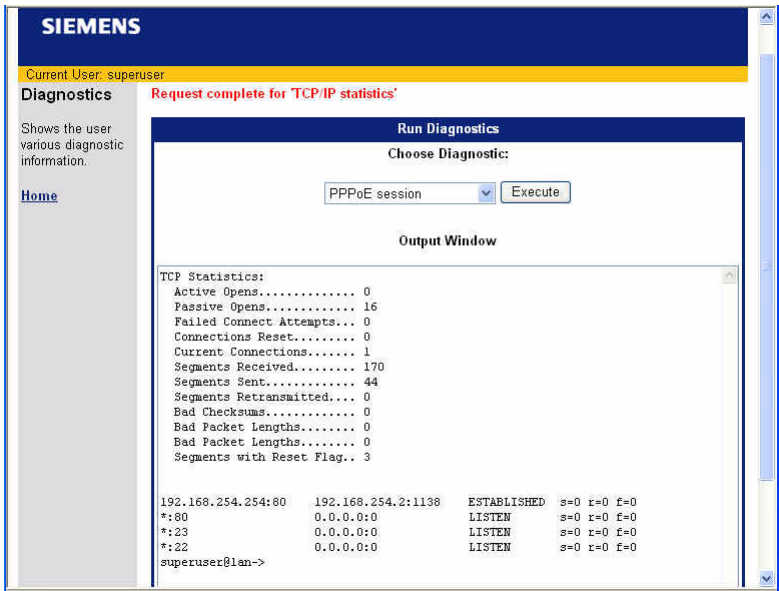 SIEMENS
Current User: superuser
Diagnostics
Shows the user
various diagnostic
information.
Home
Request complete for 'TCP/IP statistics'
Run Diagnostics
Choose Diagnostic:
PPPoE session
Execute
Output Window
TCP Statistics:
Active Opens.............. 0
Passive Opens............. 16
Failed Connect Attempts... 0
Connections Reset......... 0
Current Connections....... 1
Segments Received......... 170
Segments Sent............. 44
Segments Retransmitted.... 0
Bad Checksums............. 0
Bad Packet Lengths........ 0
Bad Packet Lengths........ 0
Segments with Reset Flag.. 3
192.168.254.254:80 192.168.254.2:1138 ESTABLISHED s=0 r=0 f=0
*:80 0.0.0.0:0 LISTEN s=0 r=0 f=0
*:23 0.0.0.0:0 LISTEN s=0 r=0 f=0
*:22 0.0.0.0:0 LISTEN s=0 r=0 f=0
superuser@lan->